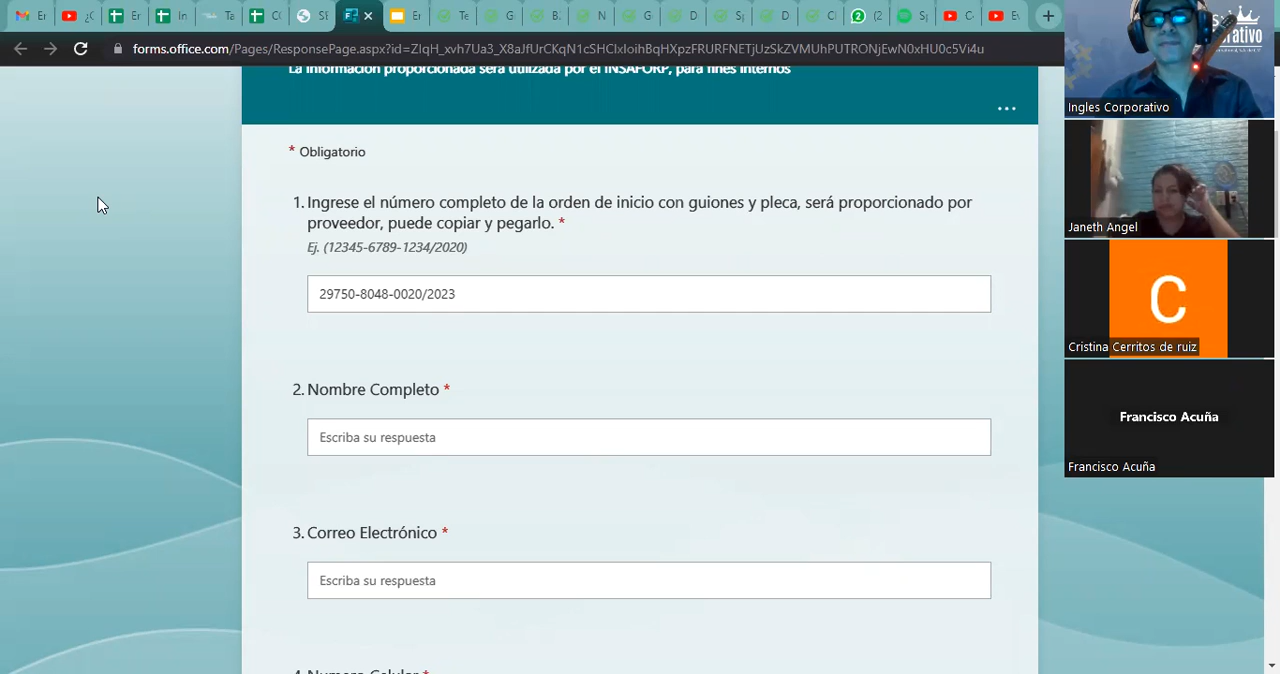 forms.office.com/Pages/ResponsePage.aspx?id=ZIqH_xvh7Ua3_X8aJfUrCKqN1cSHCIxIoihBqHXpzFRURFNETjUzSkZVMUhPUTRONjEwN0xHU0c5Vi4u
La información proporcionada será utilizada por el INSAFORP, para fines internos
* Obligatorio
1. Ingrese el número completo de la orden de inicio con guiones y pleca, será proporcionado por
proveedor, puede copiar y pegarlo. *
Ej. (12345-6789-1234/2020)
29750-8048-0020/2023
2. Nombre Completo *
Escriba su respuesta
3. Correo Electrónico *
Escriba su respuesta
4. Numero Celular *
Ingles Corporativo
Janeth Angel
C
Cristina Cerritos de ruiz
Francisco Acuña
Francisco Acuña